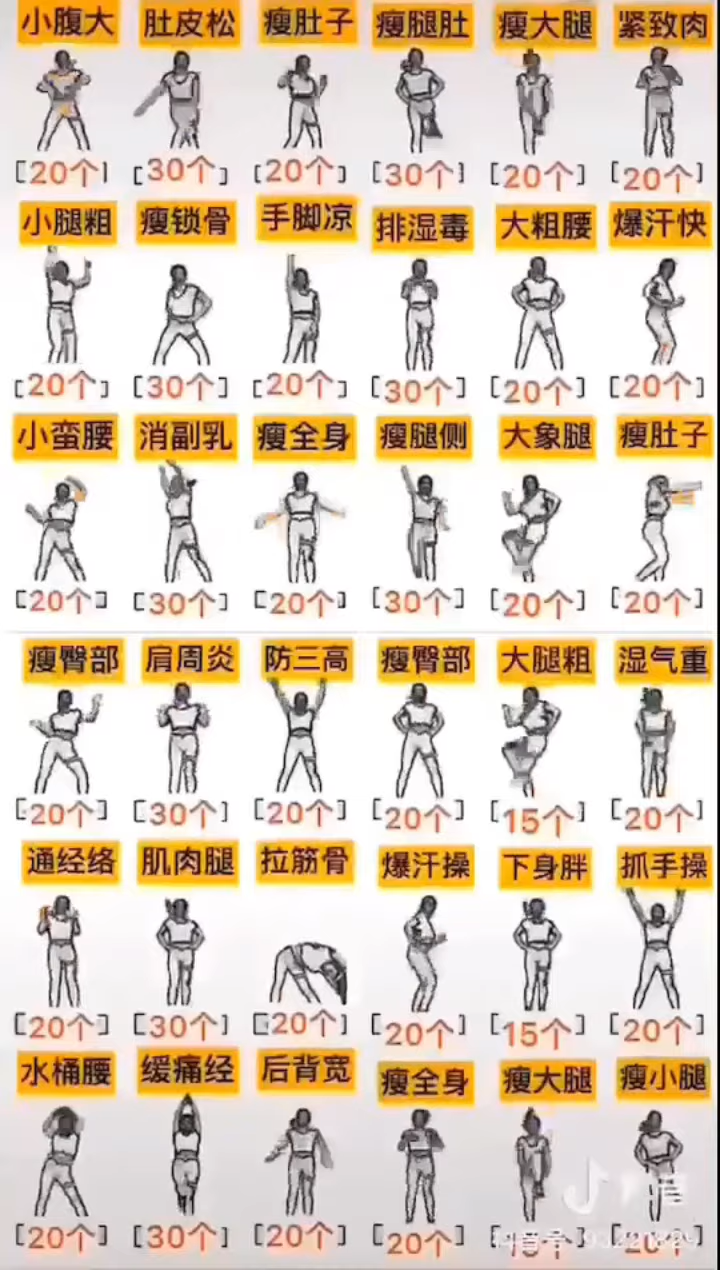 小腹大 肚皮松 瘦肚子 瘦腿肚 瘦大腿 紧致肉
[20个] [30个] [20个] [30个] [20个] [20个]
小腿粗 瘦锁骨 手脚凉 排湿毒 大粗腰 爆汗快
[20个] [30个] [20个] [30个] [20个] [20个]
小蛮腰 消副乳 瘦全身 瘦腿侧 大象腿 瘦肚子
[20个] [30个] [20个] [30个] [20个] [20个]
瘦臀部 肩周炎 防三高 瘦臀部 大腿粗 湿气重
[20个] [30个] [20个] [20个] [15个] [20个]
通经络 肌肉腿 拉筋骨 爆汗操 下身胖 抓手操
[20个] [30个] [20个] [20个] [15个] [20个]
水桶腰 缓痛经 后背宽 瘦全身 瘦大腿 瘦小腿
抖音
[20个] [30个] [20个] [20个] [20个]
抖音号